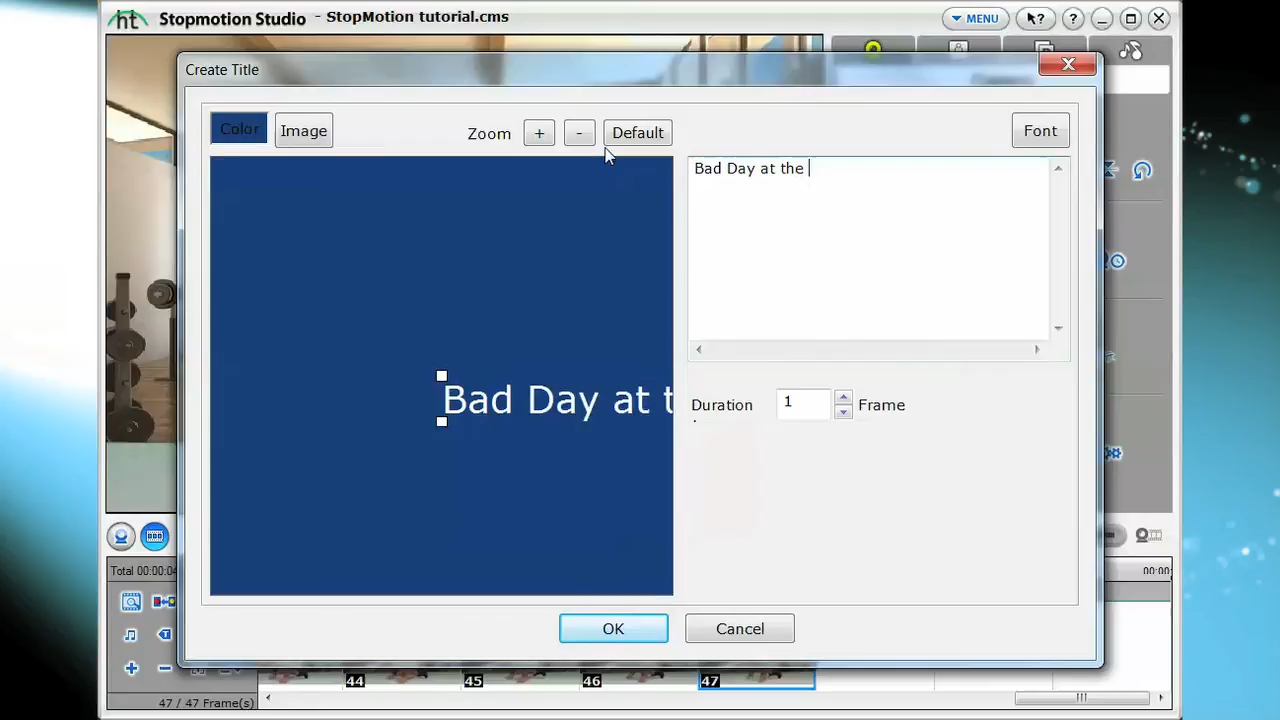 ht Stopmotion Studio - StopMotion tutorial.cms
MENU ?
?
Create Title
Color Image Zoom + - Default Font
Bad Day at the
Bad Day at t
Duration 1 Frame
OK Cancel
Total 00:00:04
00:00:
44 45 46 47
47 / 47 Frame(s)